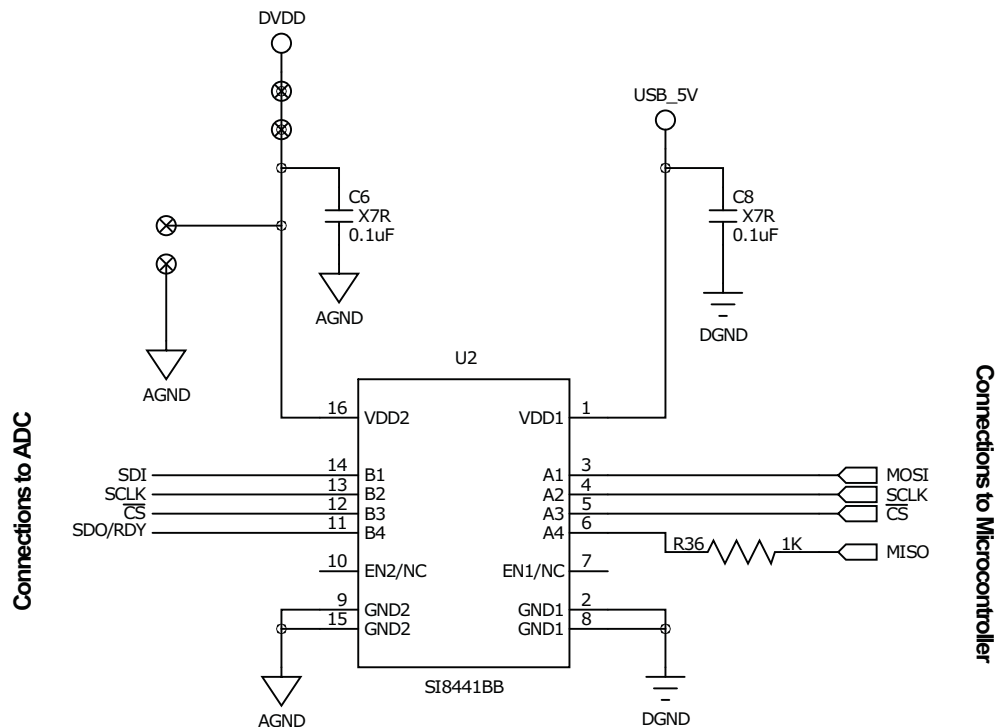 DVDD
USB_5V
C6
X7R
0.1uF
AGND
C8
X7R
0.1uF
DGND
AGND
U2
16 VDD2 VDD1 1
SDI 14 B1 A1 3 MOSI
SCLK 13 B2 A2 4 SCLK
CS 12 B3 A3 5 CS
SDO/RDY 11 B4 A4 6
R36 1K MISO
10 EN2/NC EN1/NC 7
9 GND2 GND1 2
15 GND2 GND1 8
SI8441BB
AGND
DGND
Connections to ADC
Connections to Microcontroller